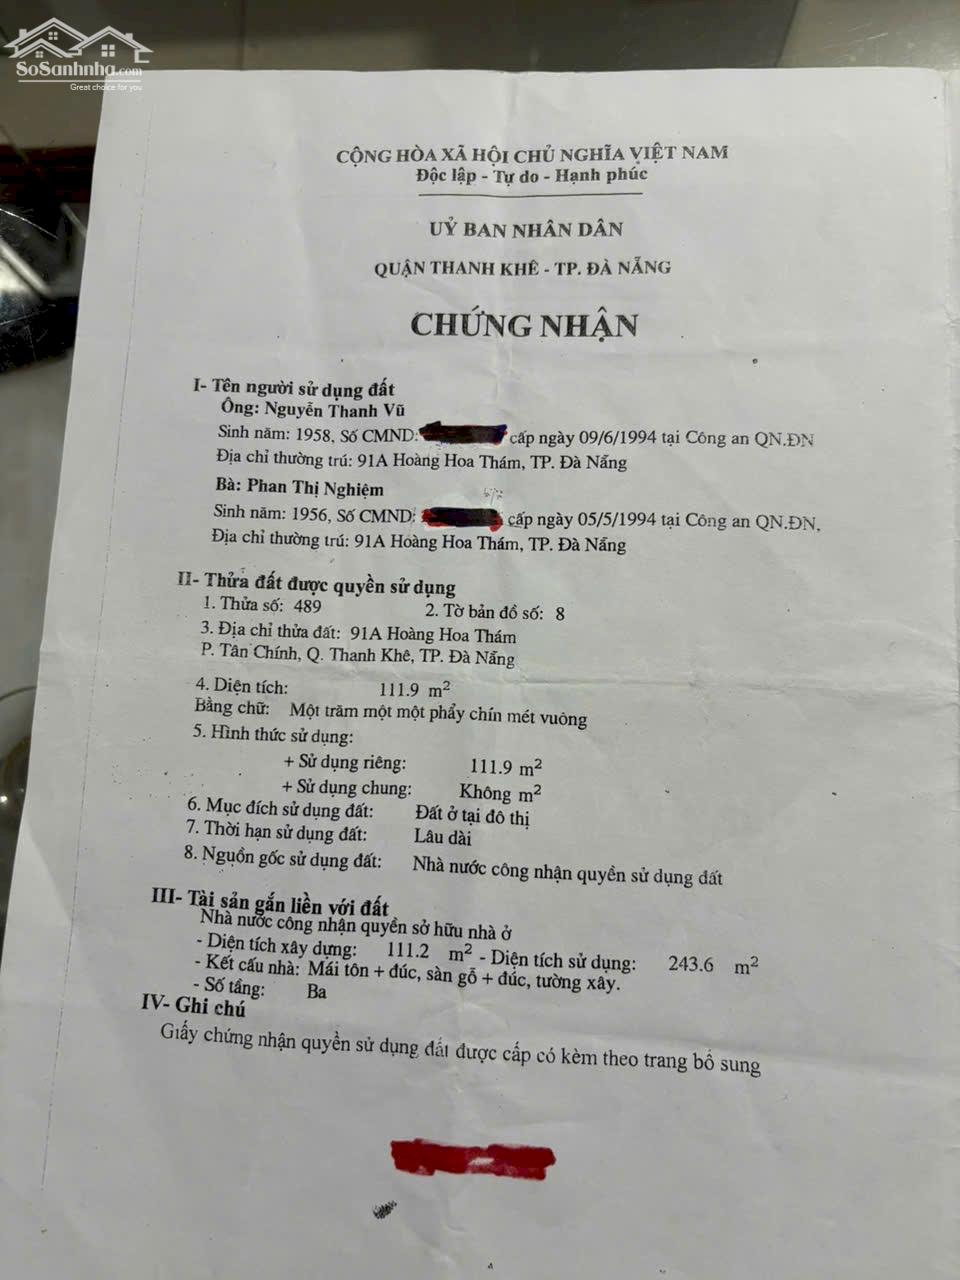 SoSanhnha.com
Great choice for you
CỘNG HÒA XÃ HỘI CHỦ NGHĨA VIỆT NAM
Độc lập - Tự do - Hạnh phúc
UỶ BAN NHÂN DÂN
QUẬN THANH KHÊ - TP. ĐÀ NẴNG
CHỨNG NHẬN
I- Tên người sử dụng đất
Ông: Nguyễn Thanh Vũ
Sinh năm: 1958, Số CMND: cấp ngày 09/6/1994 tại Công an QN.ĐN
Địa chỉ thường trú: 91A Hoàng Hoa Thám, TP. Đà Nẵng
Bà: Phan Thị Nghiệm
Sinh năm: 1956, Số CMND: cấp ngày 05/5/1994 tại Công an QN.ĐN,
Địa chỉ thường trú: 91A Hoàng Hoa Thám, TP. Đà Nẵng
II- Thửa đất được quyền sử dụng
1. Thửa số: 489 2. Tờ bản đồ số: 8
3. Địa chỉ thửa đất: 91A Hoàng Hoa Thám
P. Tân Chính, Q. Thanh Khê, TP. Đà Nẵng
4. Diện tích: 111.9 m²
Bằng chữ: Một trăm một một phẩy chín mét vuông
5. Hình thức sử dụng:
+ Sử dụng riêng: 111.9 m²
+ Sử dụng chung: Không m²
6. Mục đích sử dụng đất: Đất ở tại đô thị
7. Thời hạn sử dụng đất: Lâu dài
8. Nguồn gốc sử dụng đất: Nhà nước công nhận quyền sử dụng đất
III- Tài sản gắn liền với đất
Nhà nước công nhận quyền sở hữu nhà ở
- Diện tích xây dựng: 111.2 m² - Diện tích sử dụng: 243.6 m²
- Kết cấu nhà: Mái tôn + đúc, sàn gỗ + đúc, tường xây.
- Số tầng: Ba
IV- Ghi chú
Giấy chứng nhận quyền sử dụng đất được cấp có kèm theo trang bổ sung